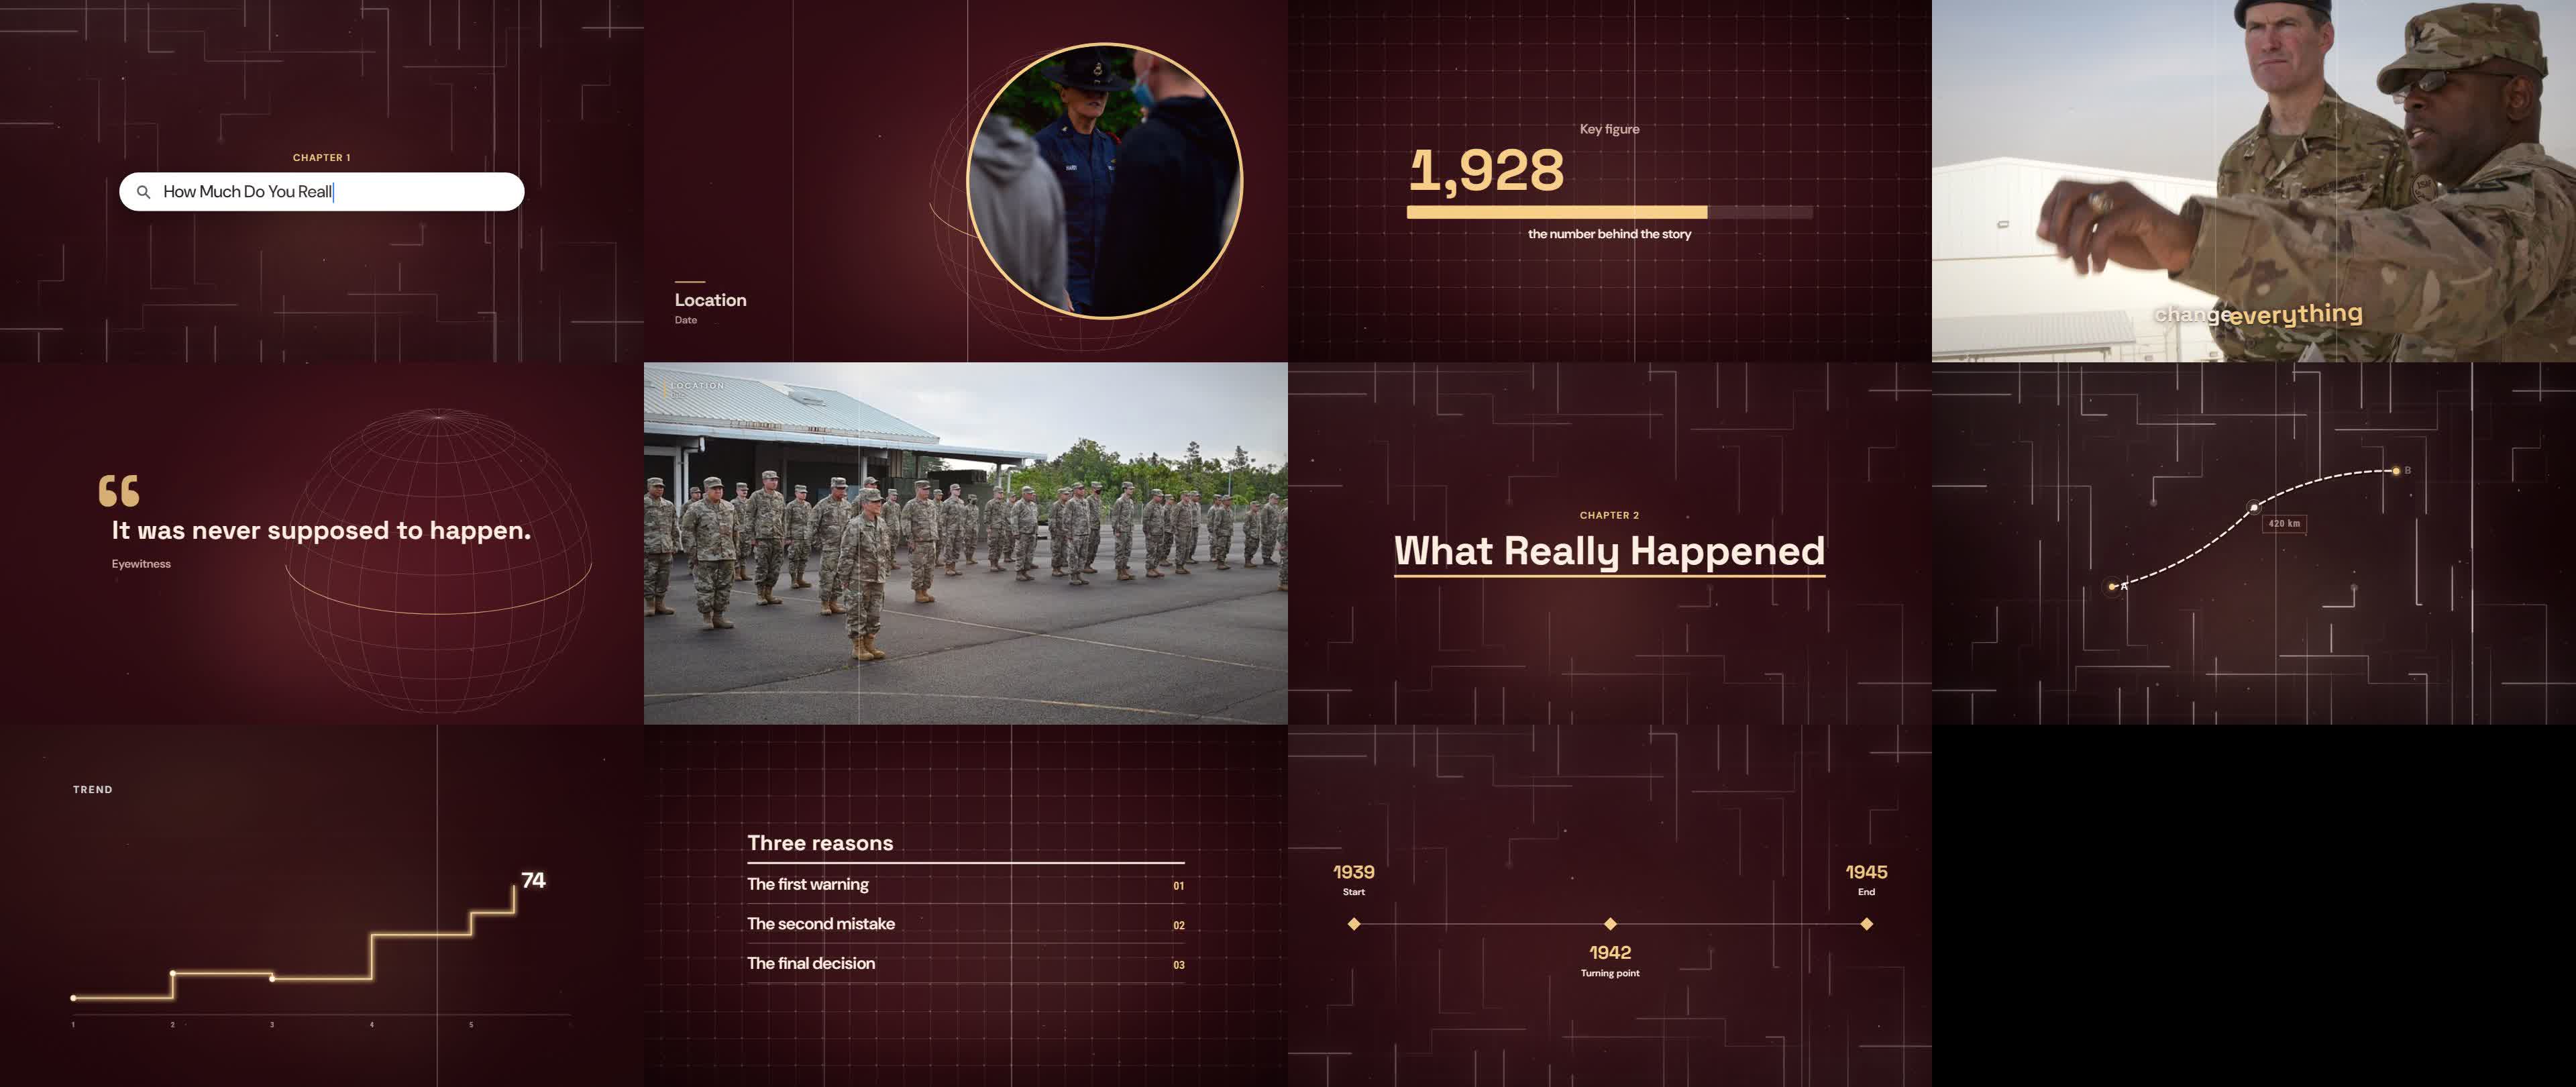 CHAPTER 1
How Much Do You Reall
Location
Date
Key figure
1,928
the number behind the story
change everything
“
It was never supposed to happen.
Eyewitness
LOCATION
CHAPTER 2
What Really Happened
A
B
420 km
TREND
74
1 2 3 4 5
Three reasons
The first warning 01
The second mistake 02
The final decision 03
1939
Start
1942
Turning point
1945
End